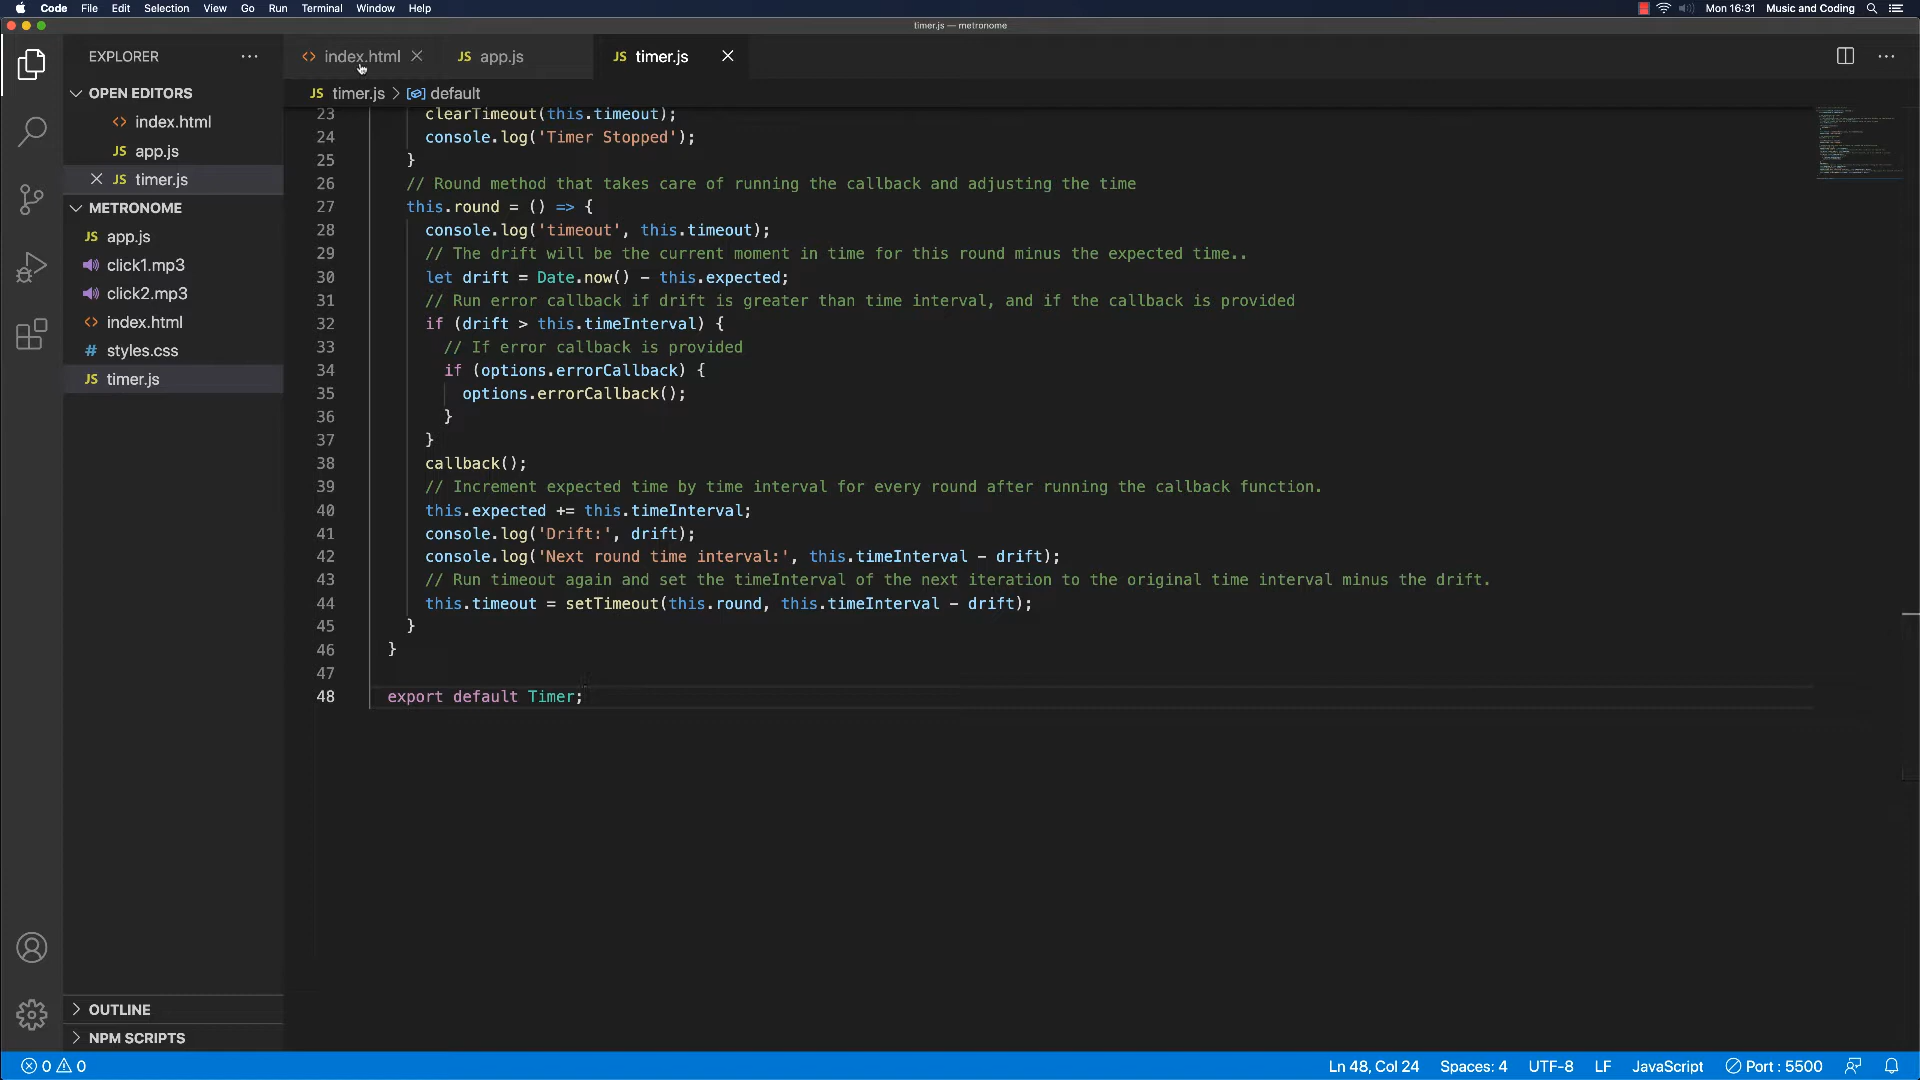 Code File Edit Selection View Go Run Terminal Window Help Mon 16:31 Music and Coding
timer.js — metronome
EXPLORER
OPEN EDITORS
index.html
JS app.js
JS timer.js
METRONOME
JS app.js
click1.mp3
click2.mp3
index.html
# styles.css
JS timer.js
OUTLINE
NPM SCRIPTS
index.html JS app.js JS timer.js
JS timer.js > default
23 clearTimeout(this.timeout);
24 console.log('Timer Stopped');
25 }
26 // Round method that takes care of running the callback and adjusting the time
27 this.round = () => {
28 console.log('timeout', this.timeout);
29 // The drift will be the current moment in time for this round minus the expected time..
30 let drift = Date.now() - this.expected;
31 // Run error callback if drift is greater than time interval, and if the callback is provided
32 if (drift > this.timeInterval) {
33 // If error callback is provided
34 if (options.errorCallback) {
35 options.errorCallback();
36 }
37 }
38 callback();
39 // Increment expected time by time interval for every round after running the callback function.
40 this.expected += this.timeInterval;
41 console.log('Drift:', drift);
42 console.log('Next round time interval:', this.timeInterval - drift);
43 // Run timeout again and set the timeInterval of the next iteration to the original time interval minus the drift.
44 this.timeout = setTimeout(this.round, this.timeInterval - drift);
45 }
46 }
47
48 export default Timer;
0 0 Ln 48, Col 24 Spaces: 4 UTF-8 LF JavaScript Port : 5500